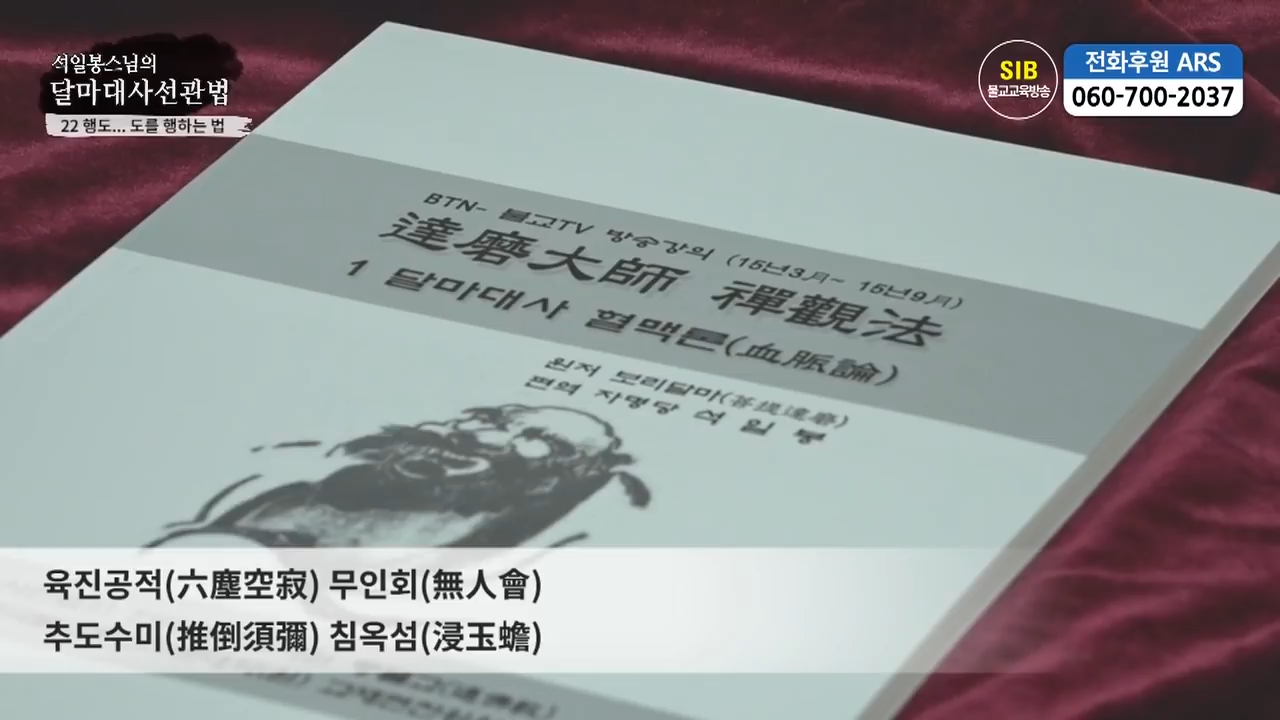 석일봉스님의
달마대사선관법
22 행도... 도를 행하는 법
SIB
불교교육방송
전화후원 ARS
060-700-2037
BTN- 불교TV 방송강의 (15년3月~ 15년9月)
達磨大師 禪觀法
1 달마대사 혈맥론(血脈論)
원저 보리달마(菩提達磨)
편역 자명당 석 일 봉
육진공적(六塵空寂) 무인회(無人會)
추도수미(推倒須彌) 침옥섬(浸玉蟾)